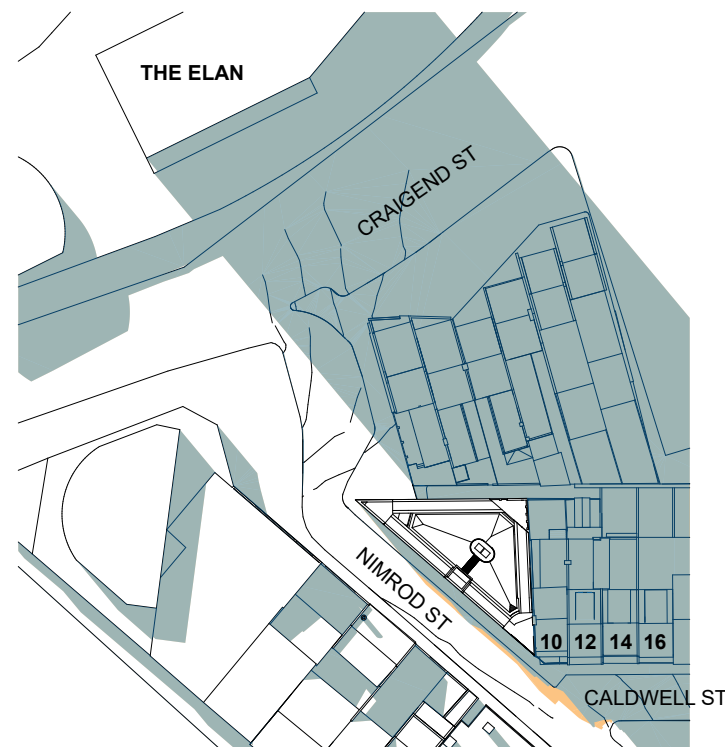 THE ELAN
CRAIGEND ST
NIMROD ST
10 12 14 16
CALDWELL ST